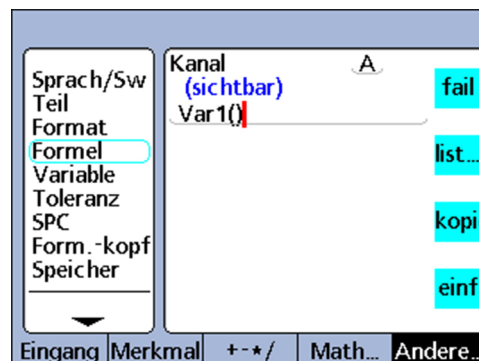 Sprach/Sw
Teil
Format
Formel
Variable
Toleranz
SPC
Form.-kopf
Speicher
Kanal A
(sichtbar)
Var1()
fail
list...
kopi
einf
Eingang Merkmal +-*/ Math... Andere...